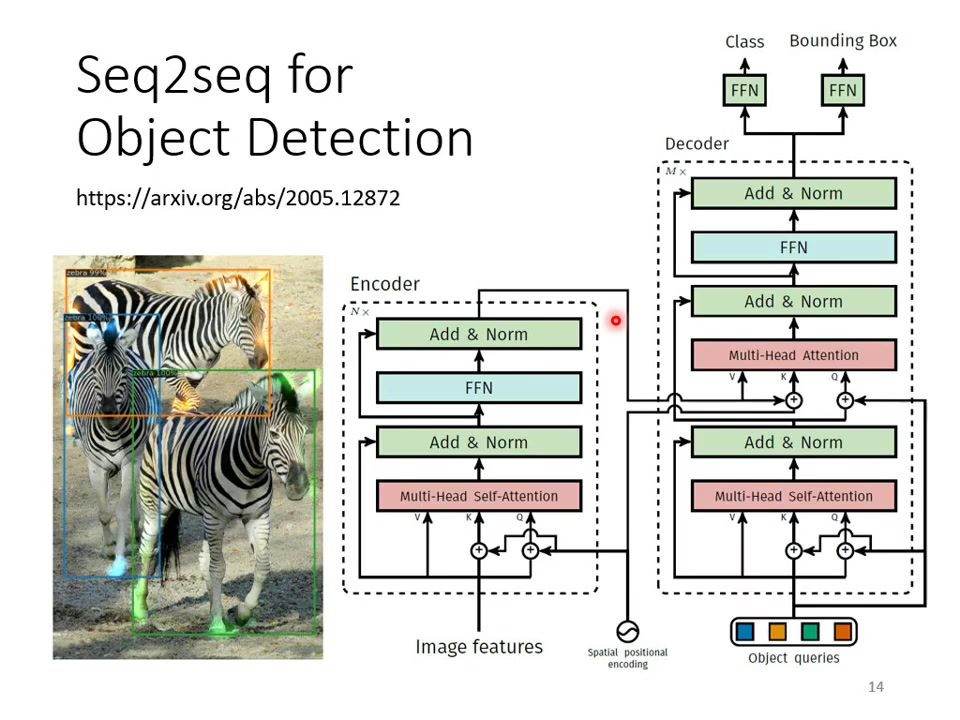 Seq2seq for
Object Detection
https://arxiv.org/abs/2005.12872
zebra 99%
zebra 100%
zebra 100%
Encoder
N×
Add & Norm
FFN
Add & Norm
Multi-Head Self-Attention
V K Q
Image features
Spatial positional
encoding
Class Bounding Box
FFN FFN
Decoder
M×
Add & Norm
FFN
Add & Norm
Multi-Head Attention
V K Q
Add & Norm
Multi-Head Self-Attention
V K Q
Object queries
14